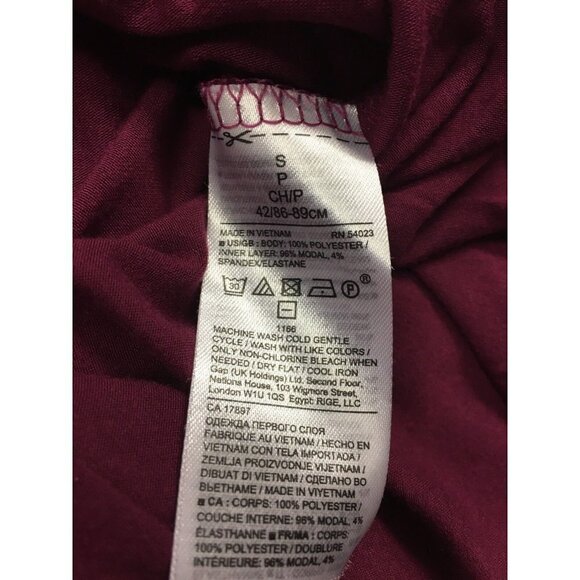 S
P
CH/P
42/86-89CM
MADE IN VIETNAM RN 54023
■ US/GB: BODY: 100% POLYESTER /
INNER LAYER: 96% MODAL, 4%
SPANDEX/ELASTANE
30 P ®
1166
MACHINE WASH COLD GENTLE
CYCLE / WASH WITH LIKE COLORS /
ONLY NON-CHLORINE BLEACH WHEN
NEEDED / DRY FLAT / COOL IRON
Gap (UK Holdings) Ltd. Second Floor,
Nations House, 103 Wigmore Street,
London W1U 1QS Egypt: RIGE, LLC
CA 17897
ОДЕЖДА ПЕРВОГО СЛОЯ
FABRIQUE AU VIETNAM / HECHO EN
VIETNAM CON TELA IMPORTADA /
ZEMLJA PROIZVODNJE VIJETNAM /
DIBUAT DI VIETNAM / СДЕЛАНО ВО
ВЬЕТНАМЕ / MADE IN VIYETNAM
■ CA : CORPS: 100% POLYESTER /
COUCHE INTERNE: 96% MODAL, 4%
ÉLASTHANNE ■ FR/MA : CORPS:
100% POLYESTER / DOUBLURE
INTÉRIEURE: 96% MODAL, 4%